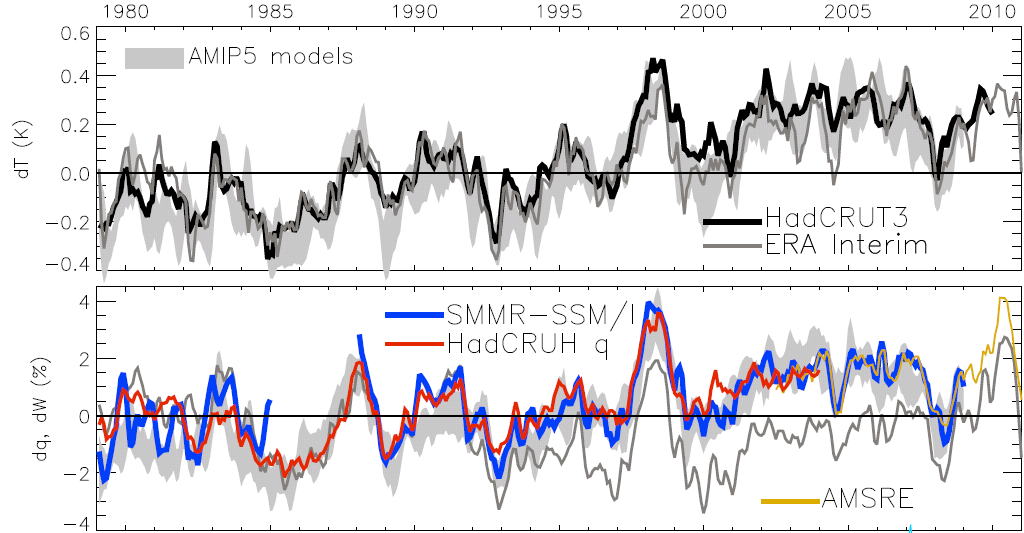 1980 1985 1990 1995 2000 2005 2010
0.6
AMIP5 models
0.4
0.2
dT (K)
0.0
-0.2
HadCRUT3
ERA Interim
-0.4
4
SMMR-SSM/I
HadCRUH q
2
dq, dW (%)
0
-2
AMSRE
-4